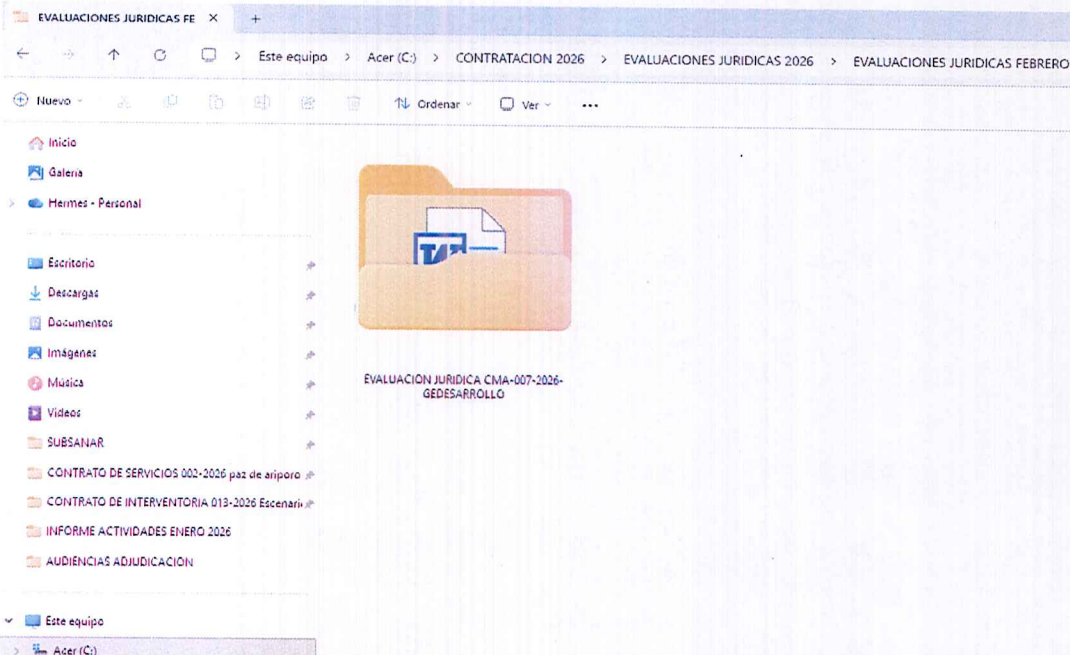 EVALUACIONES JURIDICAS FE
Este equipo > Acer (C:) > CONTRATACION 2026 > EVALUACIONES JURIDICAS 2026 > EVALUACIONES JURIDICAS FEBRERO
Nuevo
Ordenar
Ver
Inicio
Galería
Hermes - Personal
Escritorio
Descargas
Documentos
Imágenes
Música
Videos
SUBSANAR
CONTRATO DE SERVICIOS 002-2026 paz de ariporo
CONTRATO DE INTERVENTORIA 013-2026 Escenari
INFORME ACTIVIDADES ENERO 2026
AUDIENCIAS ADJUDICACION
Este equipo
Acer (C:)
EVALUACION JURIDICA CMA-007-2026-
GEDESARROLLO